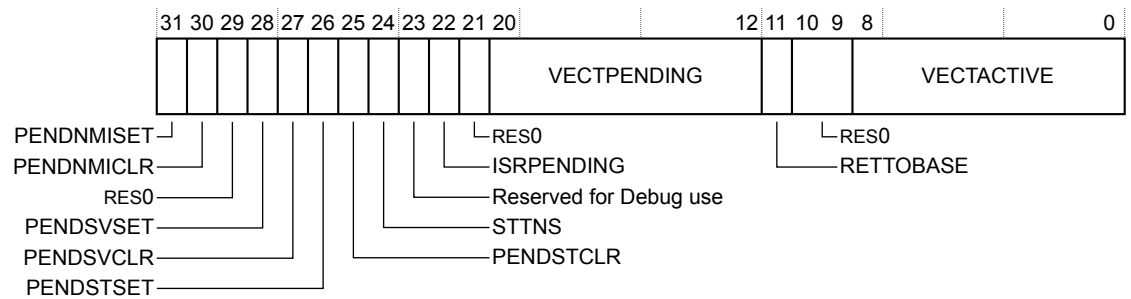 31 30 29 28 27 26 25 24 23 22 21 20 12 11 10 9 8 0
VECTPENDING VECTACTIVE
PENDNMISET RES0 RES0
PENDNMICLR ISRPENDING RETTOBASE
RES0 Reserved for Debug use
PENDSVSET STTNS
PENDSVCLR PENDSTCLR
PENDSTSET